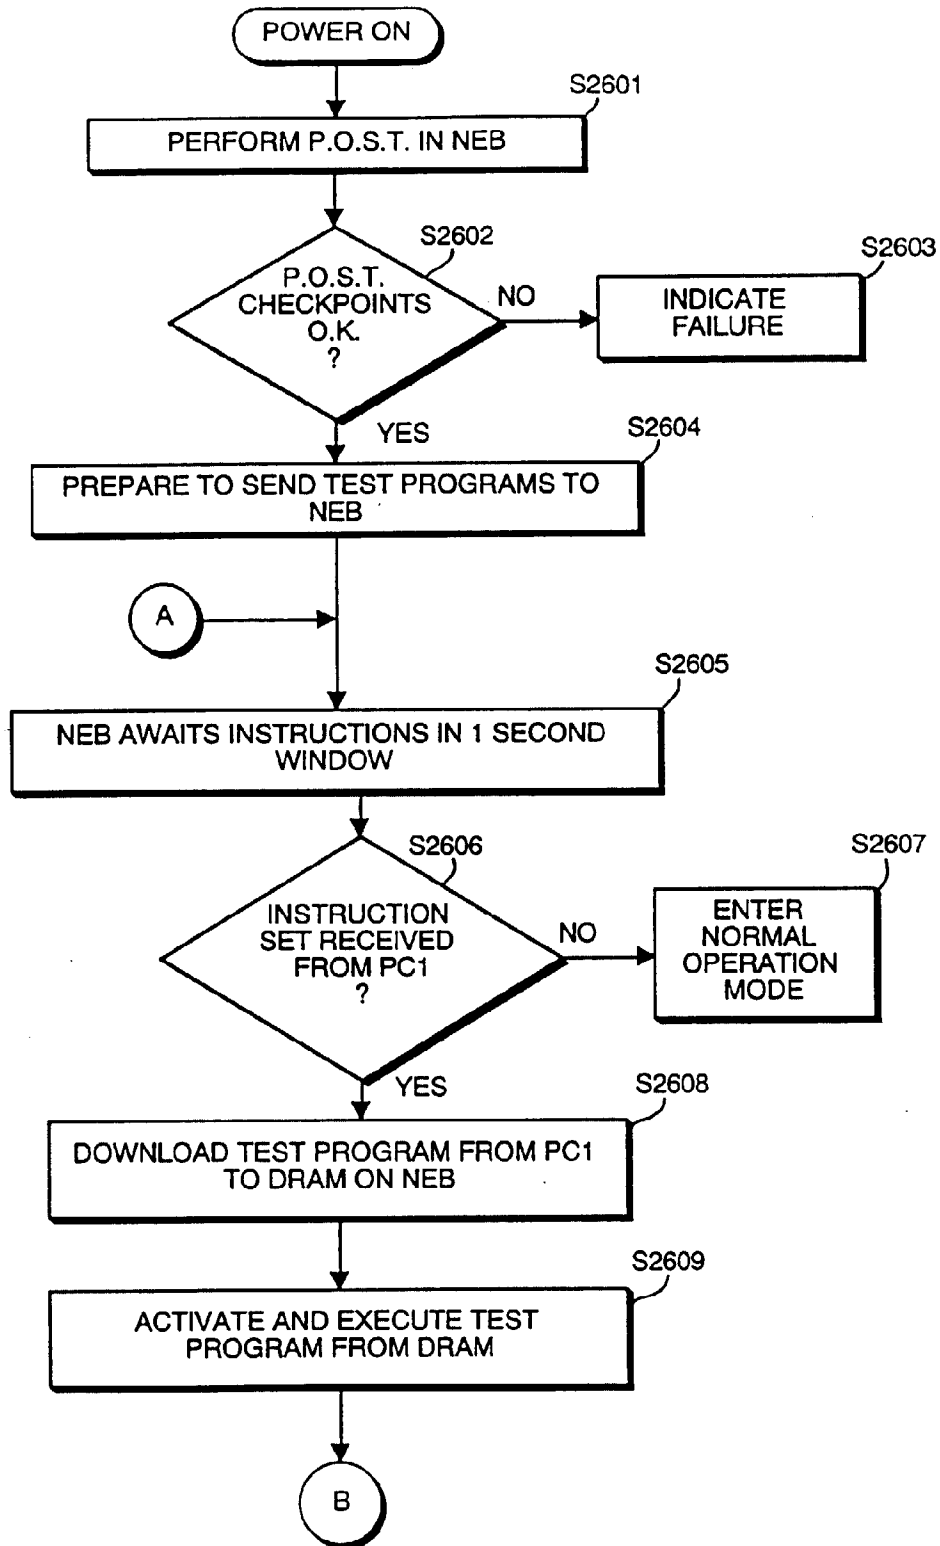 POWER ON
S2601
PERFORM P.O.S.T. IN NEB
S2602
P.O.S.T.
CHECKPOINTS
O.K.
?
NO
S2603
INDICATE
FAILURE
YES
S2604
PREPARE TO SEND TEST PROGRAMS TO
NEB
A
S2605
NEB AWAITS INSTRUCTIONS IN 1 SECOND
WINDOW
S2606
INSTRUCTION
SET RECEIVED
FROM PC1
?
NO
S2607
ENTER
NORMAL
OPERATION
MODE
YES
S2608
DOWNLOAD TEST PROGRAM FROM PC1
TO DRAM ON NEB
S2609
ACTIVATE AND EXECUTE TEST
PROGRAM FROM DRAM
B